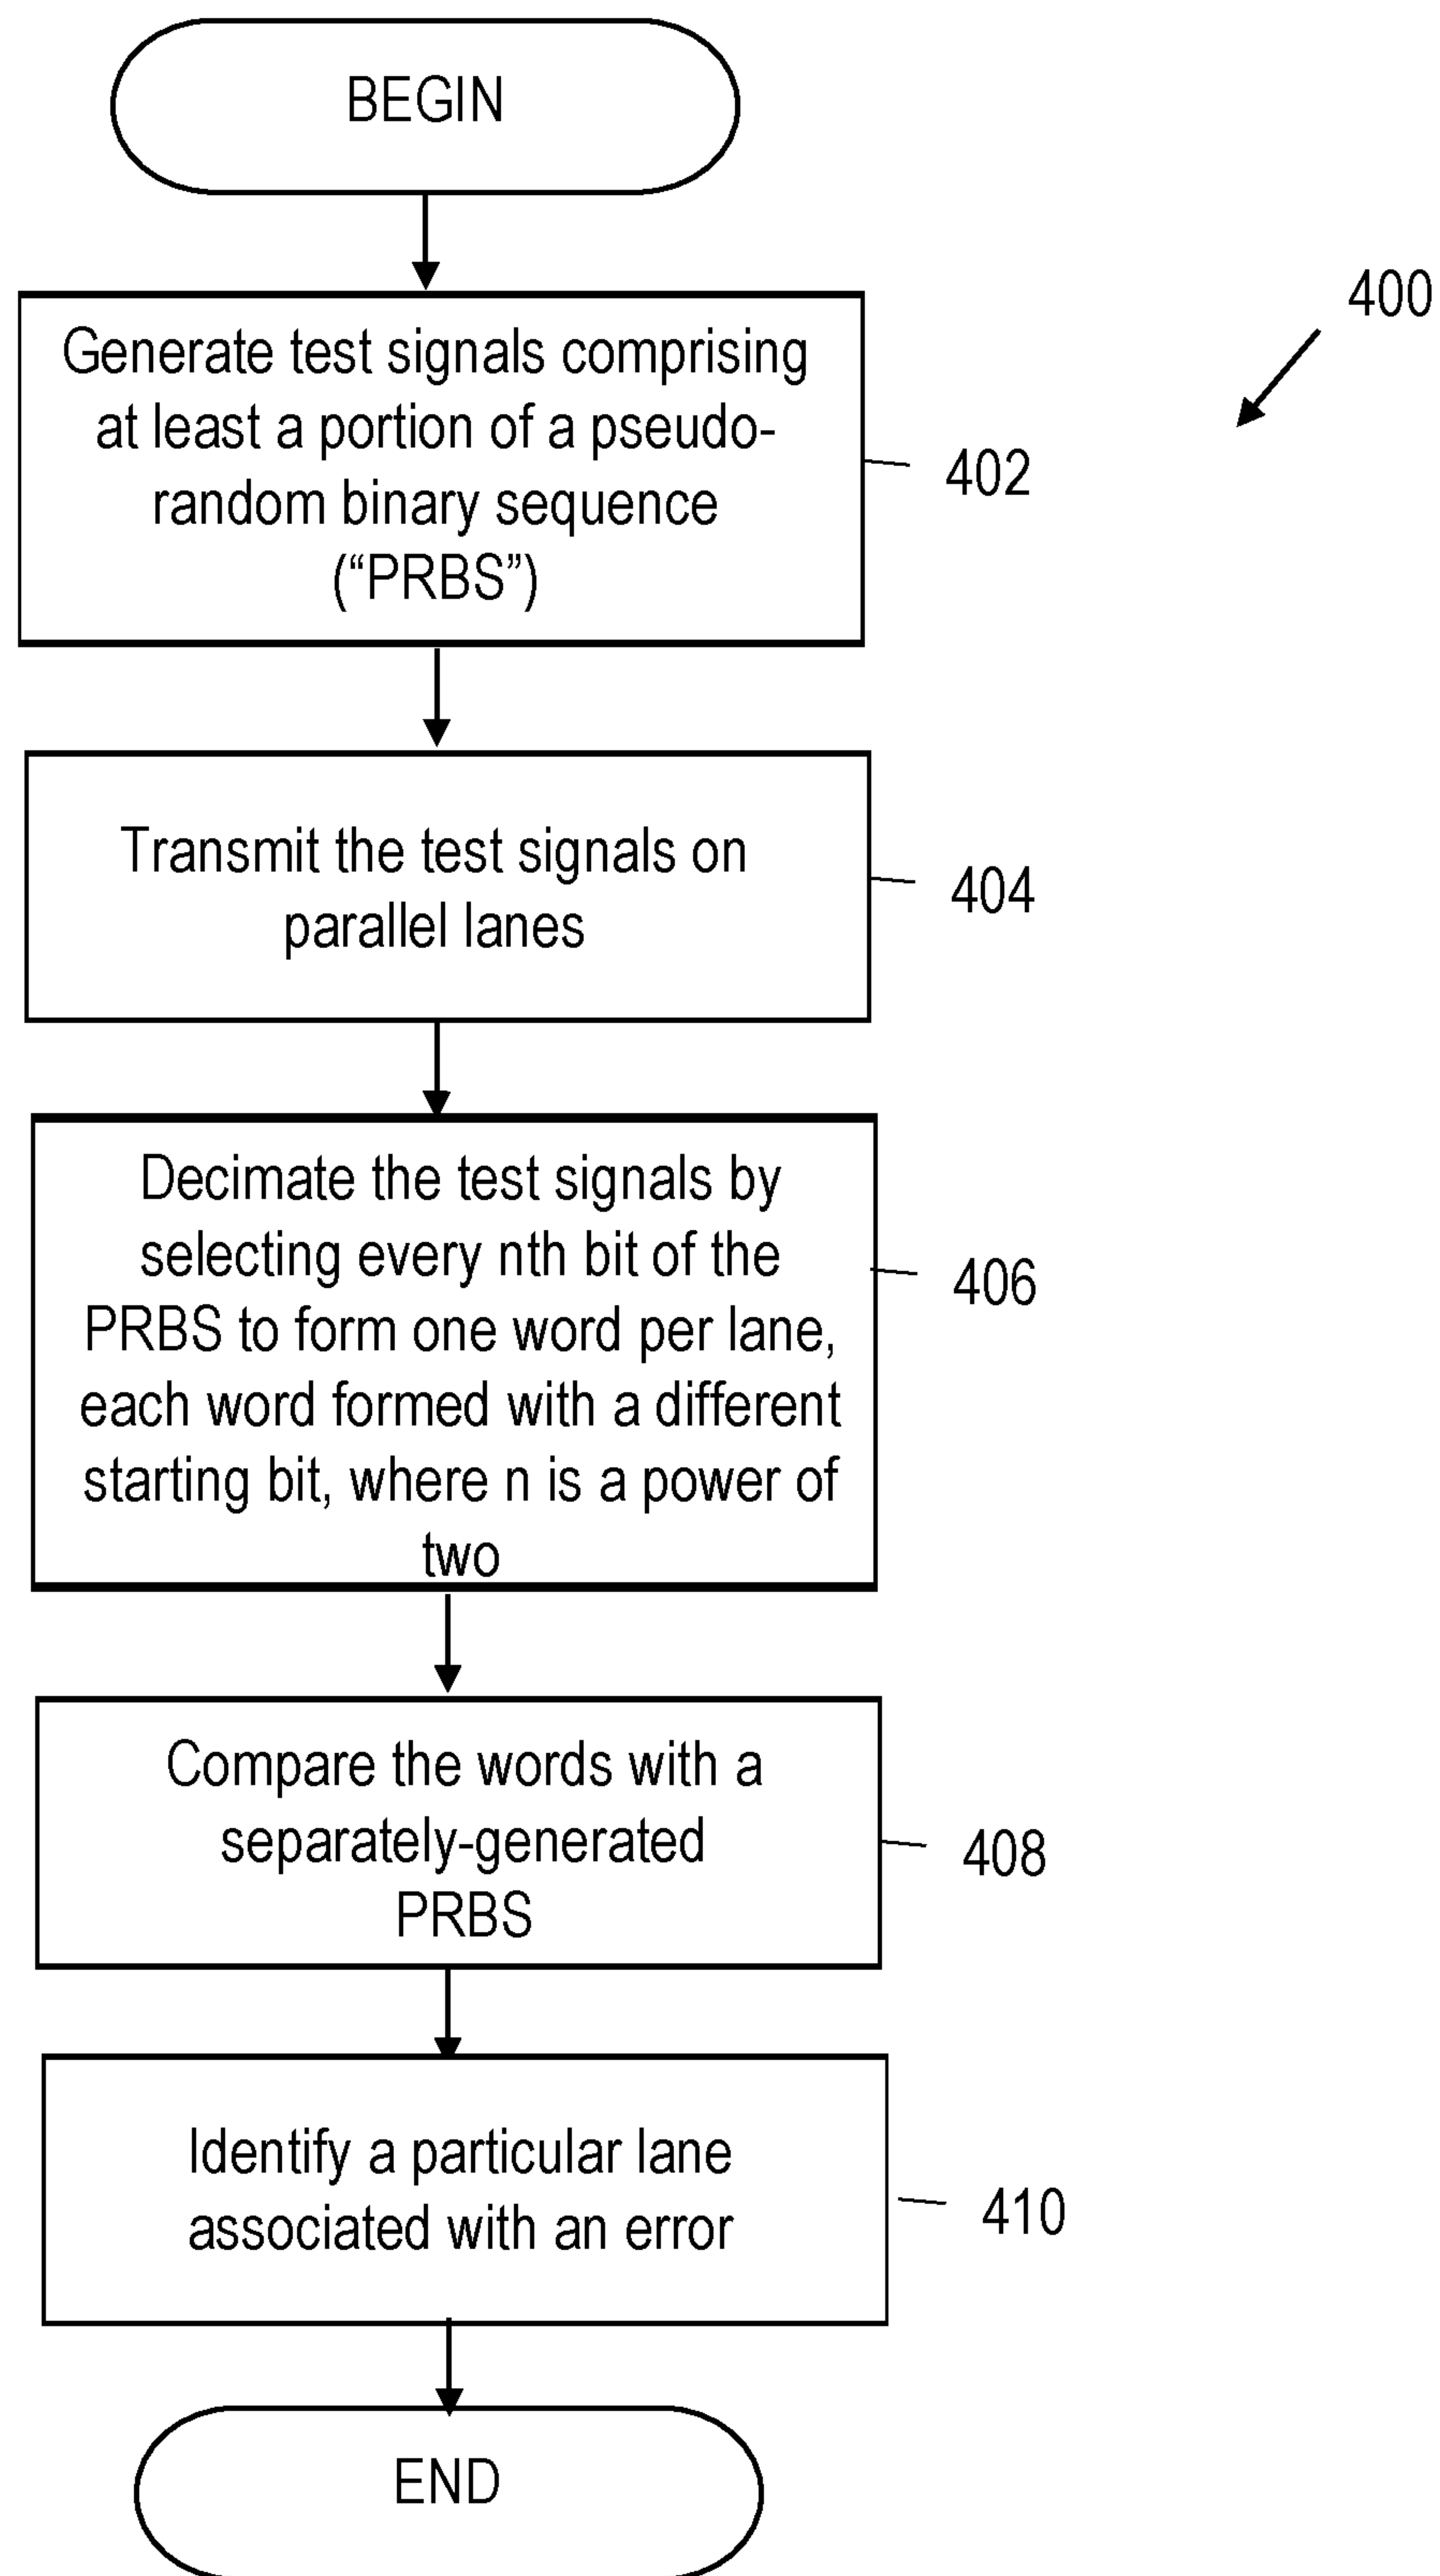 BEGIN
400
Generate test signals comprising
at least a portion of a pseudo-
random binary sequence
(“PRBS”)
402
Transmit the test signals on
parallel lanes
404
Decimate the test signals by
selecting every nth bit of the
PRBS to form one word per lane,
each word formed with a different
starting bit, where n is a power of
two
406
Compare the words with a
separately-generated
PRBS
408
Identify a particular lane
associated with an error
410
END